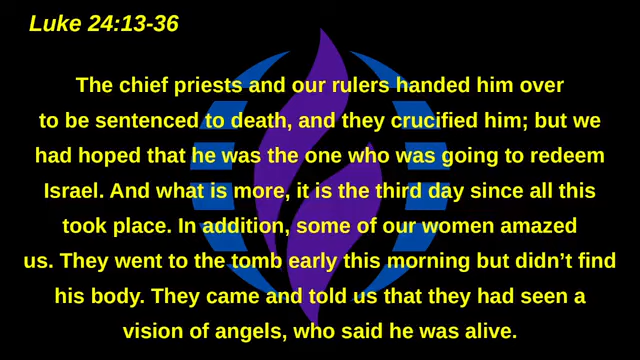 Luke 24:13-36
The chief priests and our rulers handed him over
to be sentenced to death, and they crucified him; but we
had hoped that he was the one who was going to redeem
Israel. And what is more, it is the third day since all this
took place. In addition, some of our women amazed
us. They went to the tomb early this morning but didn’t find
his body. They came and told us that they had seen a
vision of angels, who said he was alive.